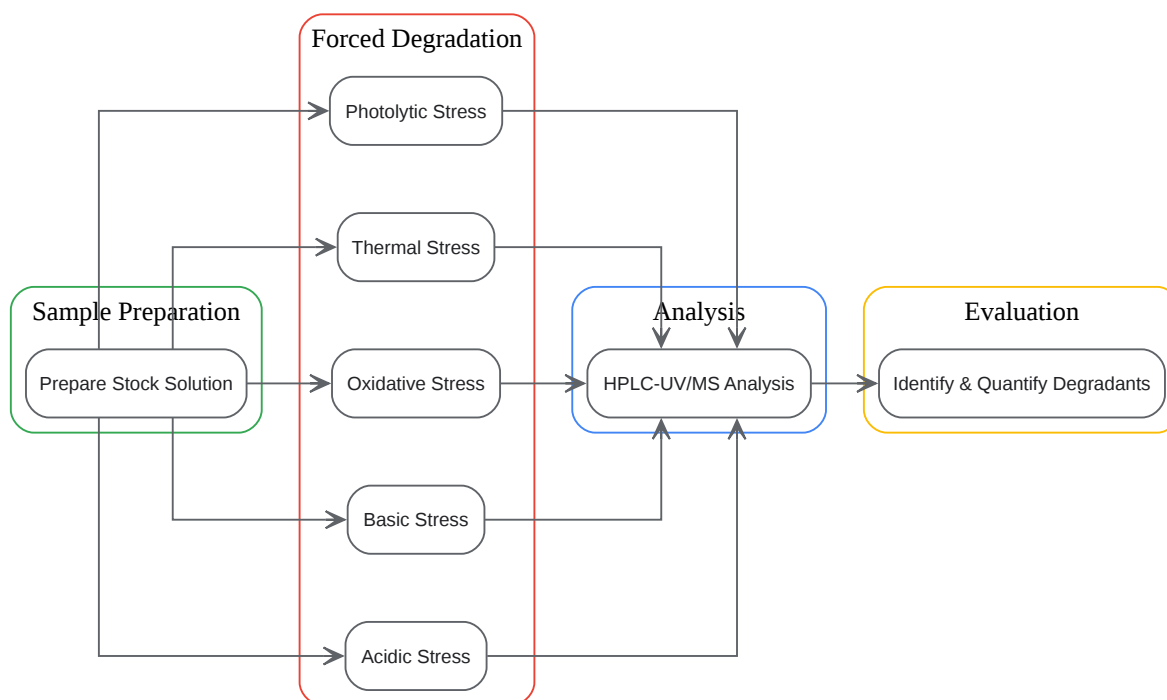 Forced Degradation
Photolytic Stress
Thermal Stress
Sample Preparation
Analysis
Evaluation
Prepare Stock Solution
Oxidative Stress
HPLC-UV/MS Analysis
Identify & Quantify Degradants
Basic Stress
Acidic Stress